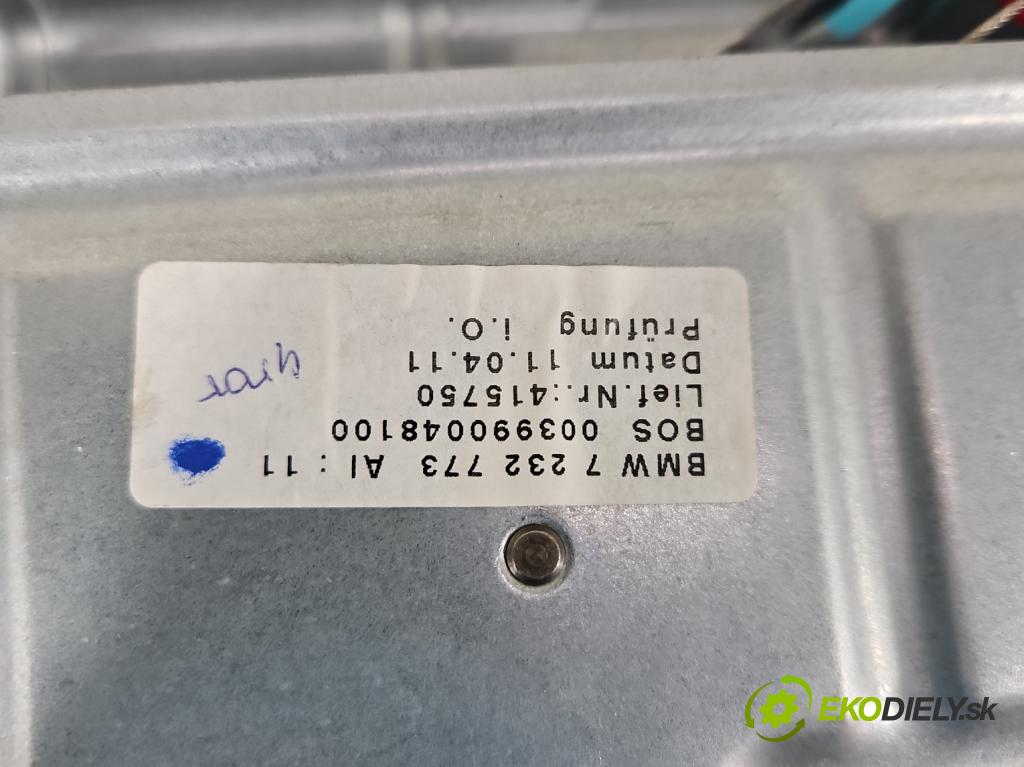 BMW 7 232 773 AI:11
BOS 003990048100
Lief.Nr.:415750
Datum 11.04.11
Prüfung i.O.
EKODIELY.sk